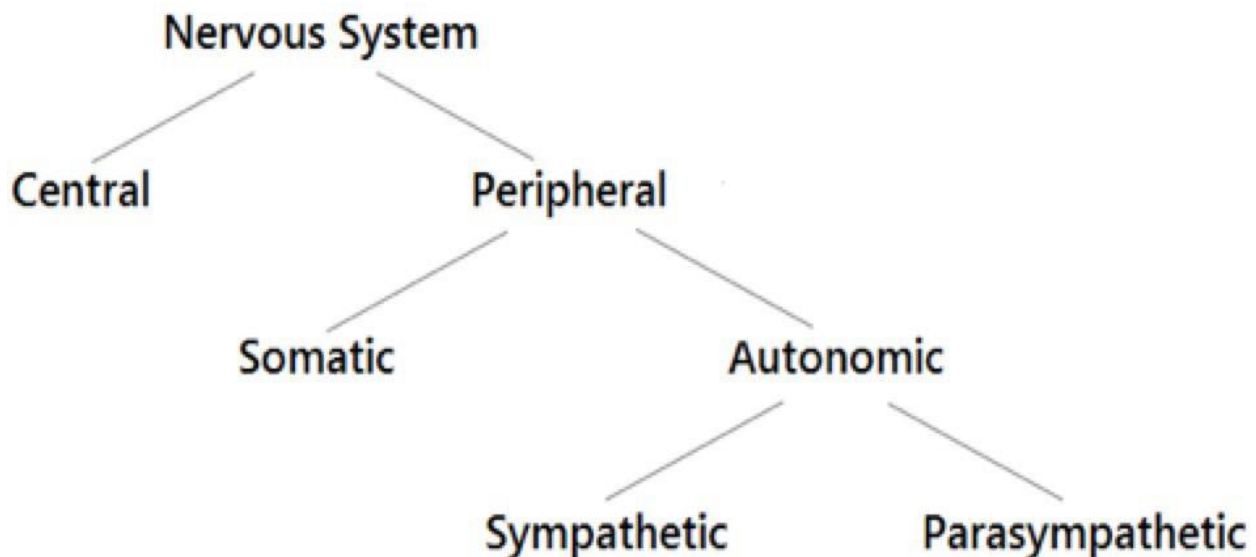 Nervous System
Central Peripheral
Somatic Autonomic
Sympathetic Parasympathetic